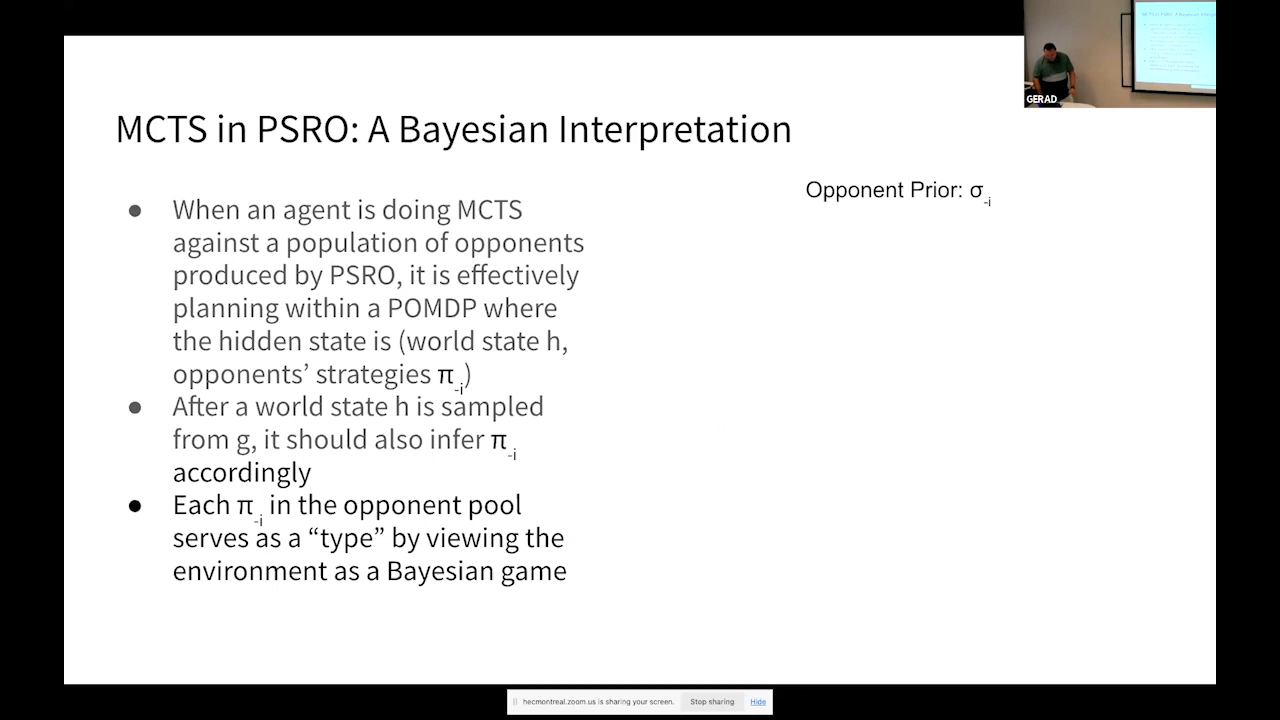 GERAD
MCTS in PSRO: A Bayesian Interpretation
Opponent Prior: σ-i
● When an agent is doing MCTS
against a population of opponents
produced by PSRO, it is effectively
planning within a POMDP where
the hidden state is (world state h,
opponents’ strategies π-i)
● After a world state h is sampled
from g, it should also infer π-i
accordingly
● Each π-i in the opponent pool
serves as a “type” by viewing the
environment as a Bayesian game
hecmontreal.zoom.us is sharing your screen. Stop sharing Hide